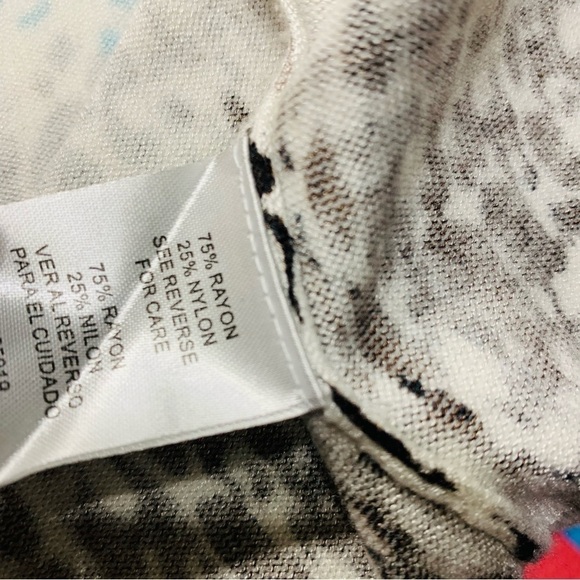 75% RAYON
25% NYLON
SEE REVERSE
FOR CARE
75% RAYON
25% NILON
VER AL REVERSO
PARA EL CUIDADO